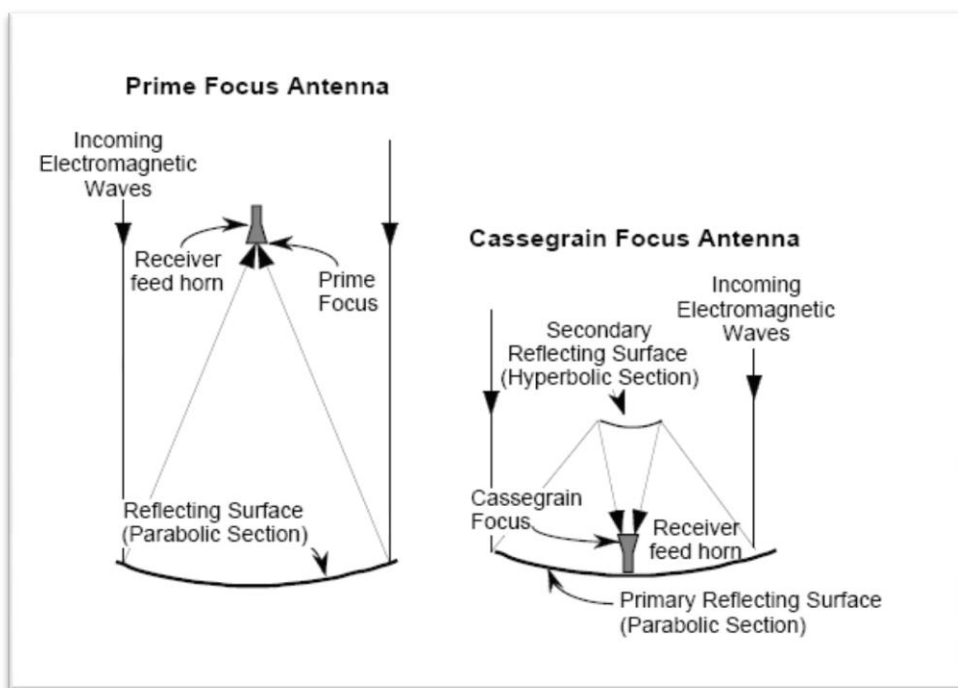 Prime Focus Antenna
Incoming
Electromagnetic
Waves
Receiver
feed horn
Prime
Focus
Reflecting Surface
(Parabolic Section)
Cassegrain Focus Antenna
Incoming
Electromagnetic
Waves
Secondary
Reflecting Surface
(Hyperbolic Section)
Cassegrain
Focus
Receiver
feed horn
Primary Reflecting Surface
(Parabolic Section)